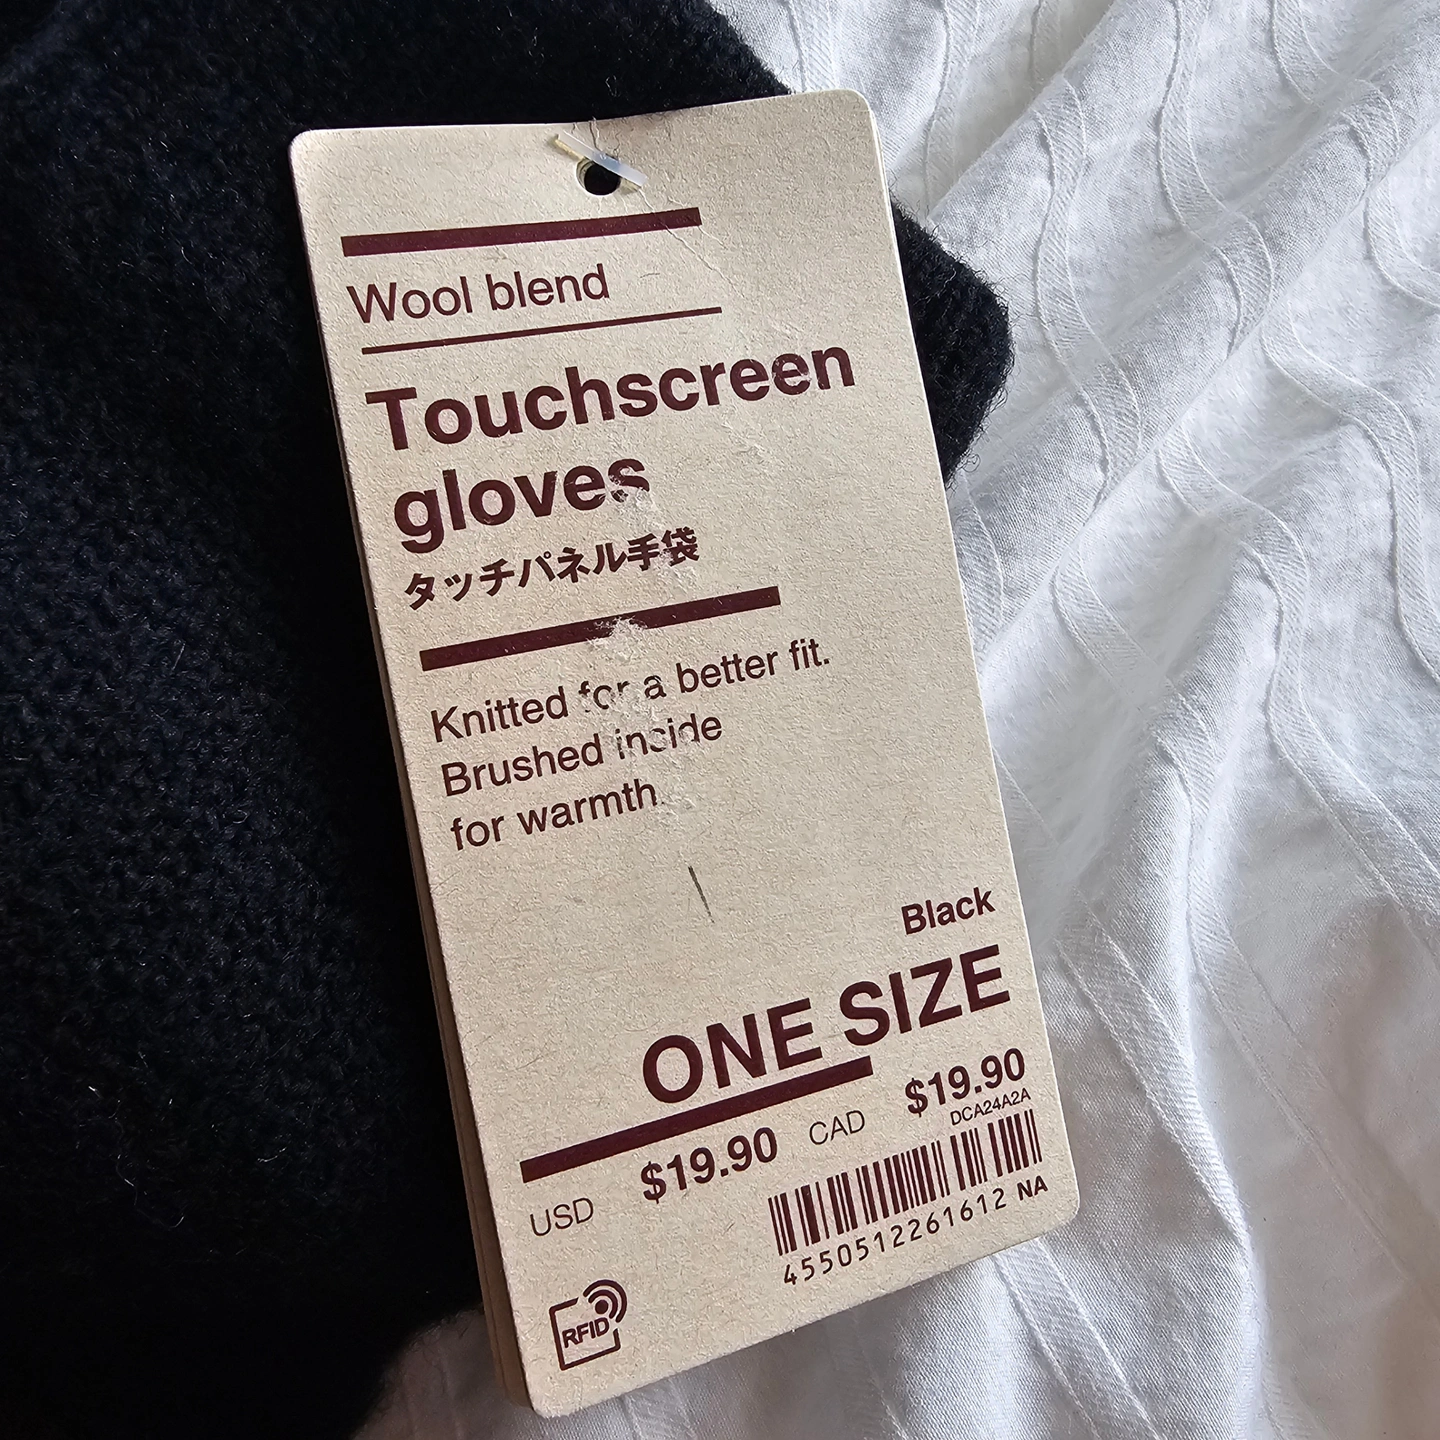 Wool blend
Touchscreen
gloves
タッチパネル手袋
Knitted for a better fit.
Brushed inside
for warmth.
Black
ONE SIZE
USD $19.90 CAD $19.90
DCA24A2A
4550512261612 NA
RFID